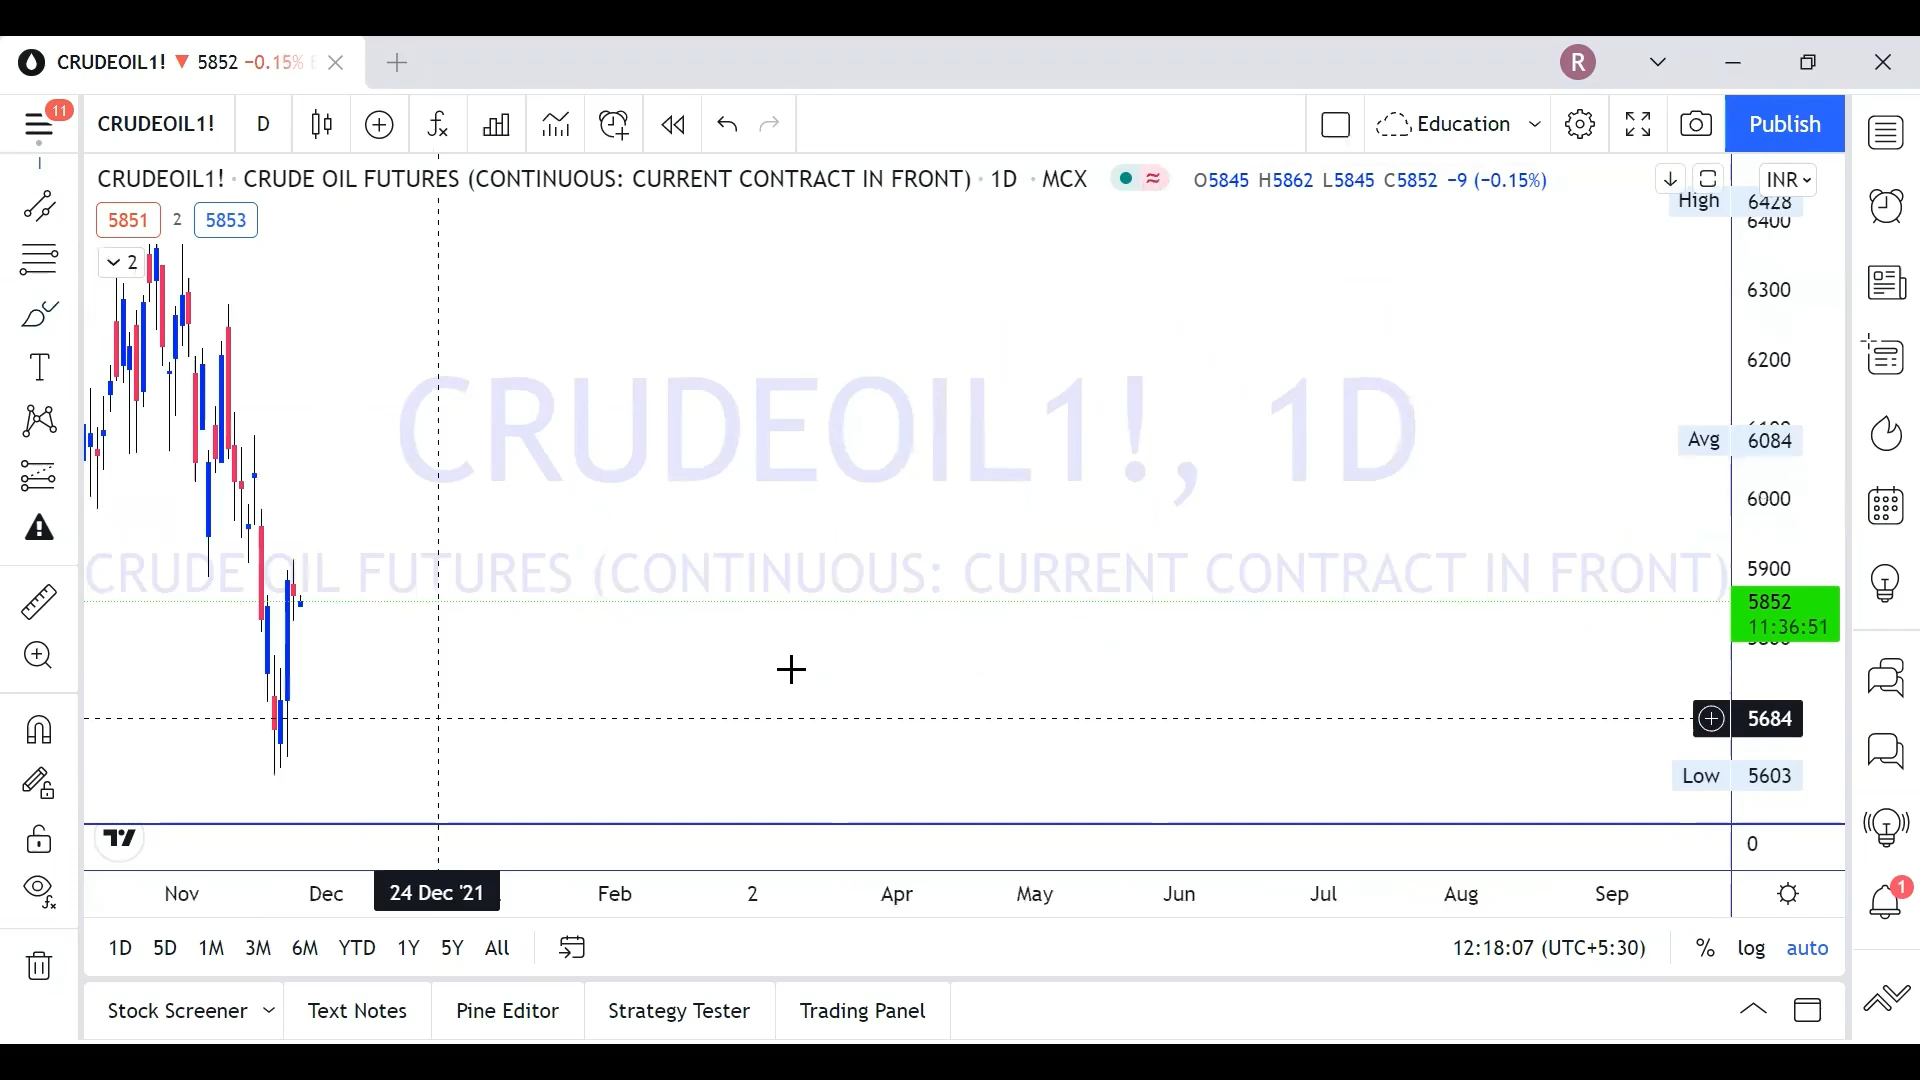 CRUDEOIL1! ▼ 5852 −0.15%
R
11
CRUDEOIL1! D
Education
Publish
CRUDEOIL1! · CRUDE OIL FUTURES (CONTINUOUS: CURRENT CONTRACT IN FRONT) · 1D · MCX
O5845 H5862 L5845 C5852 −9 (−0.15%)
INR
5851 2 5853
2
High 6428
6400
6300
6200
Avg 6084
6000
5900
5852
11:36:51
5684
Low 5603
0
CRUDEOIL1!, 1D
CRUDE OIL FUTURES (CONTINUOUS: CURRENT CONTRACT IN FRONT)
Nov Dec 24 Dec '21 Feb 2 Apr May Jun Jul Aug Sep
1
1D 5D 1M 3M 6M YTD 1Y 5Y All
12:18:07 (UTC+5:30) % log auto
Stock Screener Text Notes Pine Editor Strategy Tester Trading Panel